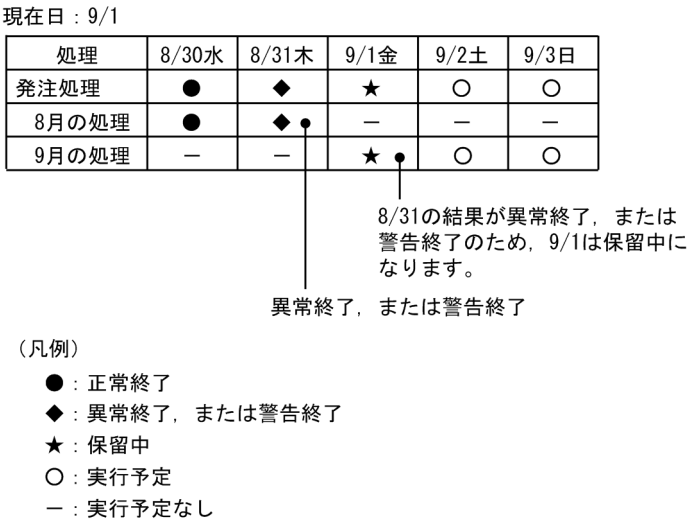 現在日：9/1
処理 8/30水 8/31木 9/1金 9/2土 9/3日
発注処理 ● ◆ ★ ○ ○
8月の処理 ● ◆ － － －
9月の処理 － － ★ ○ ○
8/31の結果が異常終了，または
警告終了のため，9/1は保留中に
なります。
異常終了，または警告終了
（凡例）
●：正常終了
◆：異常終了，または警告終了
★：保留中
○：実行予定
－：実行予定なし